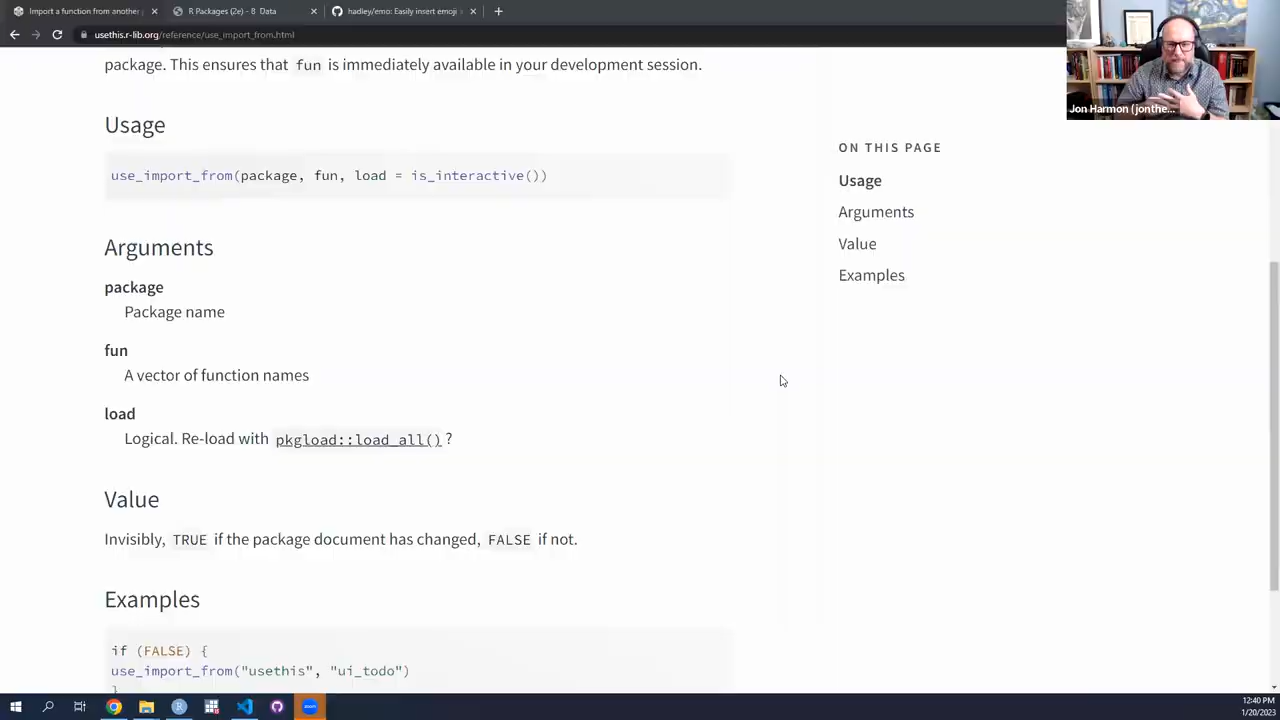 Import a function from another
R Packages (2e) - 8 Data
hadley/emo: Easily insert emoji
usethis.r-lib.org/reference/use_import_from.html
Jon Harmon (jonthe...
package. This ensures that fun is immediately available in your development session.
Usage
use_import_from(package, fun, load = is_interactive())
Arguments
package
Package name
fun
A vector of function names
load
Logical. Re-load with pkgload::load_all() ?
Value
Invisibly, TRUE if the package document has changed, FALSE if not.
Examples
if (FALSE) {
use_import_from("usethis", "ui_todo")
}
ON THIS PAGE
Usage
Arguments
Value
Examples
zoom
12:40 PM
1/20/2023